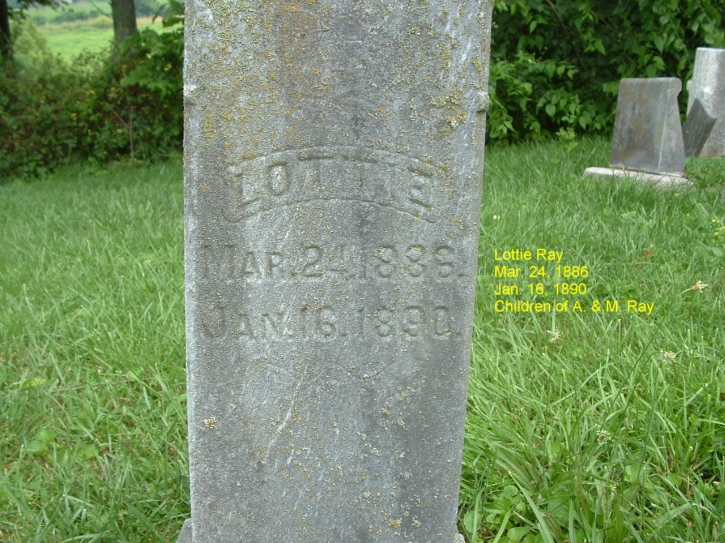 LOTTIE
MAR.24.1886.
JAN.16.1890.
Lottie Ray
Mar. 24. 1886
Jan. 16. 1890
Children of A. & M. Ray